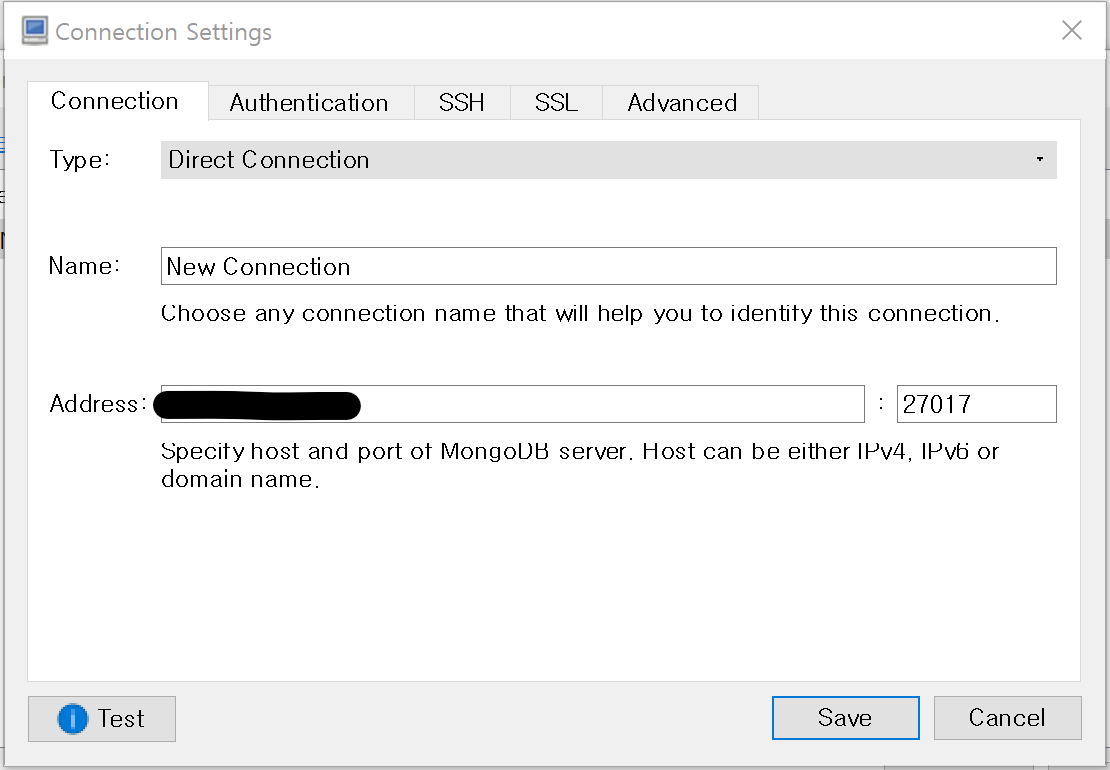 Connection Settings
Connection Authentication SSH SSL Advanced
Type: Direct Connection
Name: New Connection
Choose any connection name that will help you to identify this connection.
Address: : 27017
Specify host and port of MongoDB server. Host can be either IPv4, IPv6 or
domain name.
Test Save Cancel